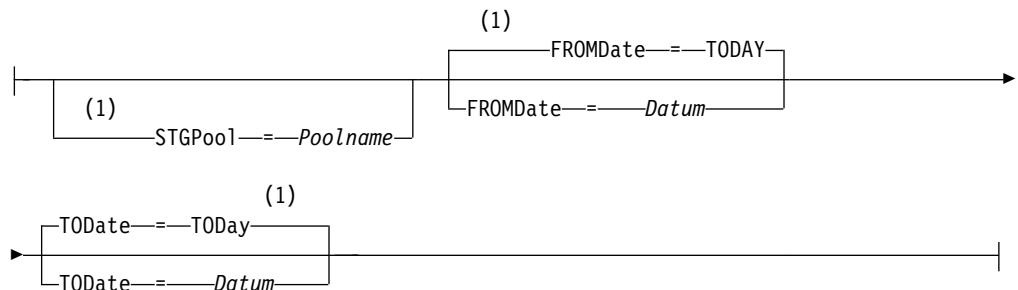 (1)
FROMDate = TODAY
FROMDate = Datum
(1)
STGPool = Poolname
(1)
TODate = TODay
TODate = Datum